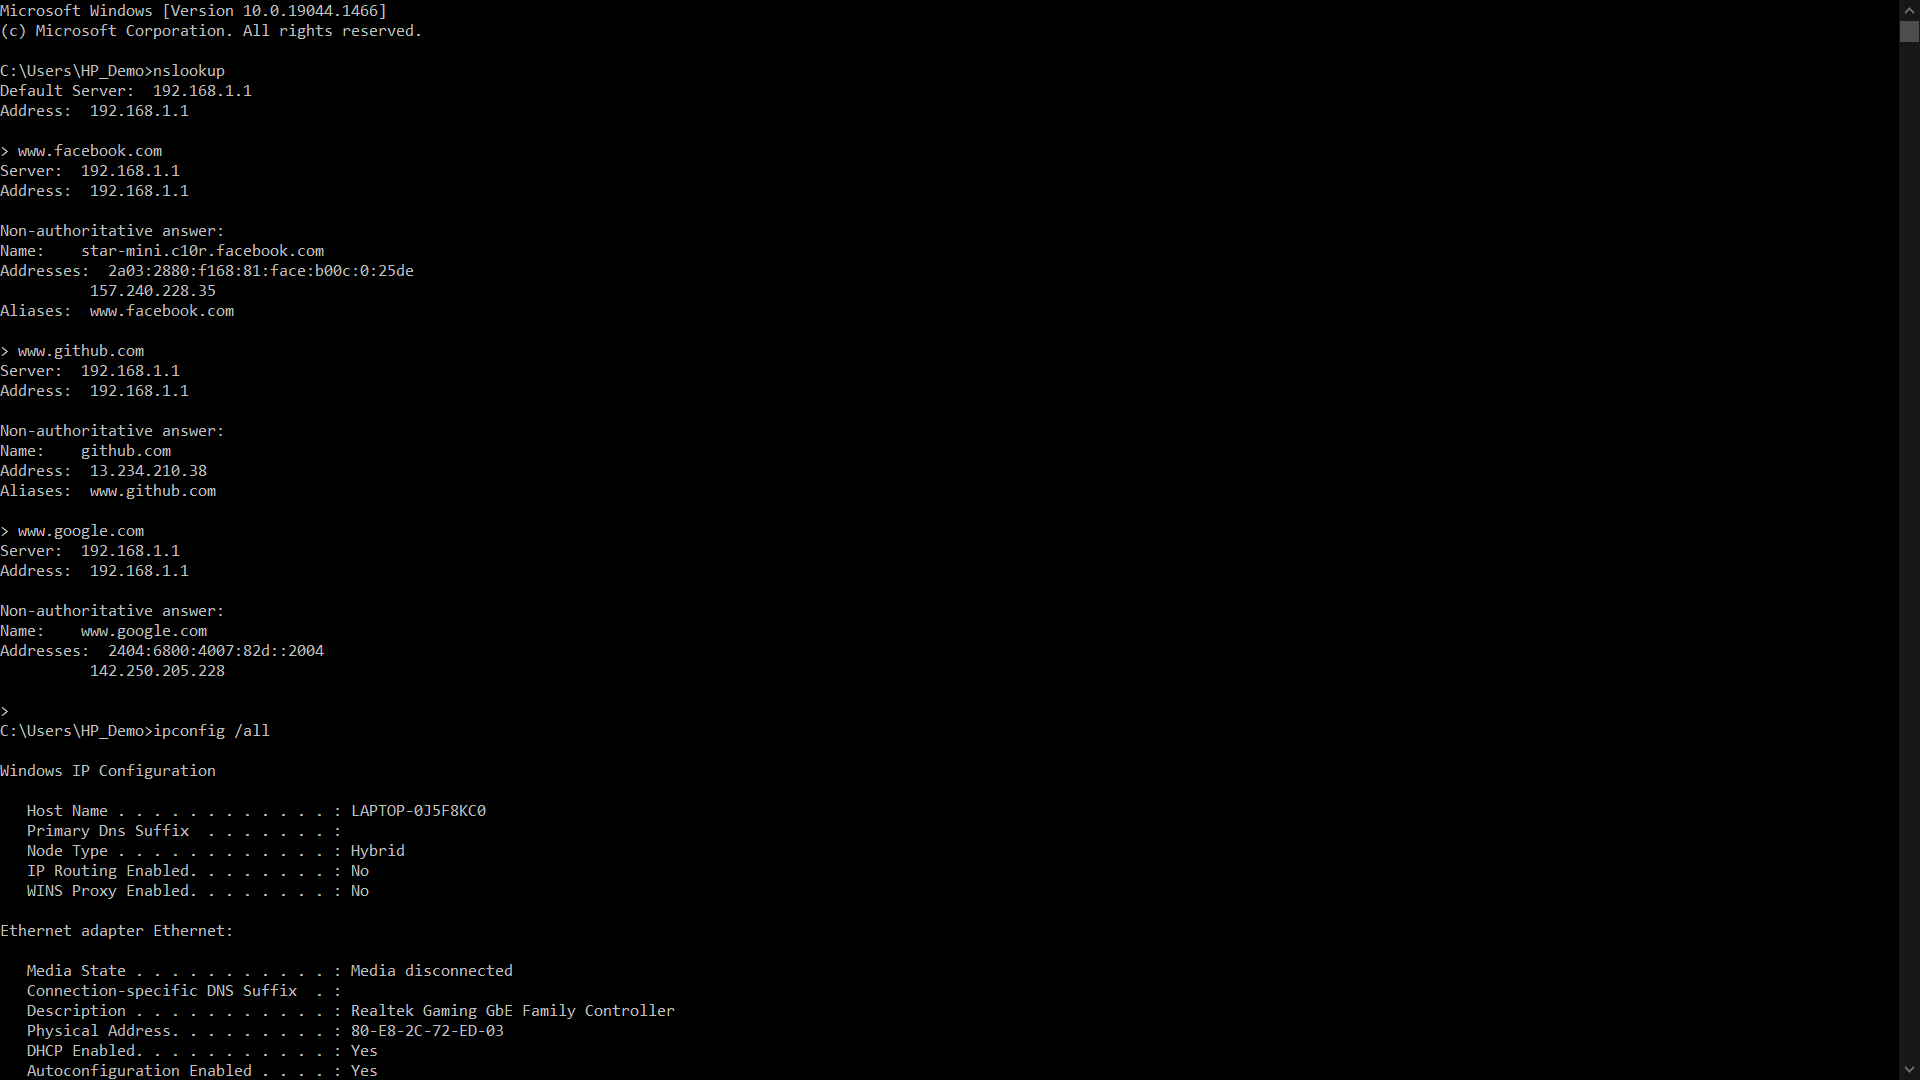 Microsoft Windows [Version 10.0.19044.1466]
(c) Microsoft Corporation. All rights reserved.
C:\Users\HP_Demo>nslookup
Default Server:  192.168.1.1
Address:  192.168.1.1
> www.facebook.com
Server:  192.168.1.1
Address:  192.168.1.1
Non-authoritative answer:
Name:    star-mini.c10r.facebook.com
Addresses:  2a03:2880:f168:81:face:b00c:0:25de
          157.240.228.35
Aliases:  www.facebook.com
> www.github.com
Server:  192.168.1.1
Address:  192.168.1.1
Non-authoritative answer:
Name:    github.com
Address:  13.234.210.38
Aliases:  www.github.com
> www.google.com
Server:  192.168.1.1
Address:  192.168.1.1
Non-authoritative answer:
Name:    www.google.com
Addresses:  2404:6800:4007:82d::2004
          142.250.205.228
>
C:\Users\HP_Demo>ipconfig /all
Windows IP Configuration
   Host Name . . . . . . . . . . . . : LAPTOP-0J5F8KC0
   Primary Dns Suffix  . . . . . . . :
   Node Type . . . . . . . . . . . . : Hybrid
   IP Routing Enabled. . . . . . . . : No
   WINS Proxy Enabled. . . . . . . . : No
Ethernet adapter Ethernet:
   Media State . . . . . . . . . . . : Media disconnected
   Connection-specific DNS Suffix  . :
   Description . . . . . . . . . . . : Realtek Gaming GbE Family Controller
   Physical Address. . . . . . . . . : 80-E8-2C-72-ED-03
   DHCP Enabled. . . . . . . . . . . : Yes
   Autoconfiguration Enabled . . . . : Yes